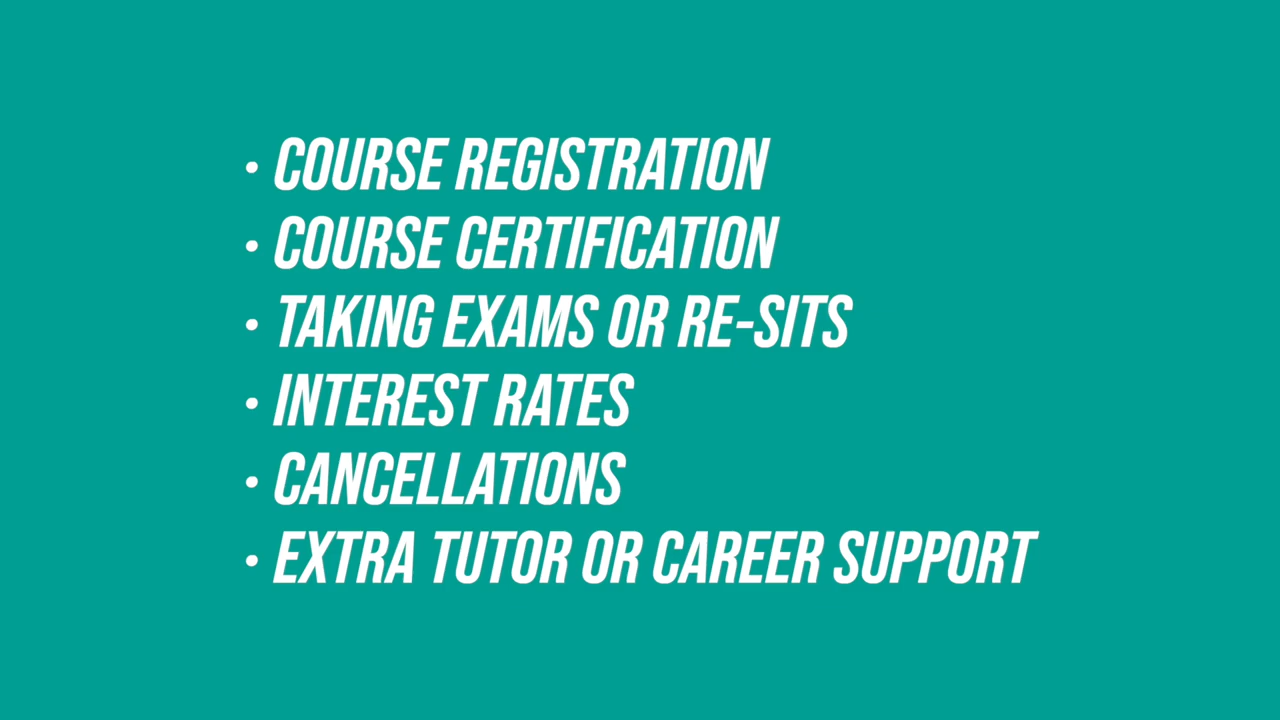 • COURSE REGISTRATION
• COURSE CERTIFICATION
• TAKING EXAMS OR RE-SITS
• INTEREST RATES
• CANCELLATIONS
• EXTRA TUTOR OR CAREER SUPPORT